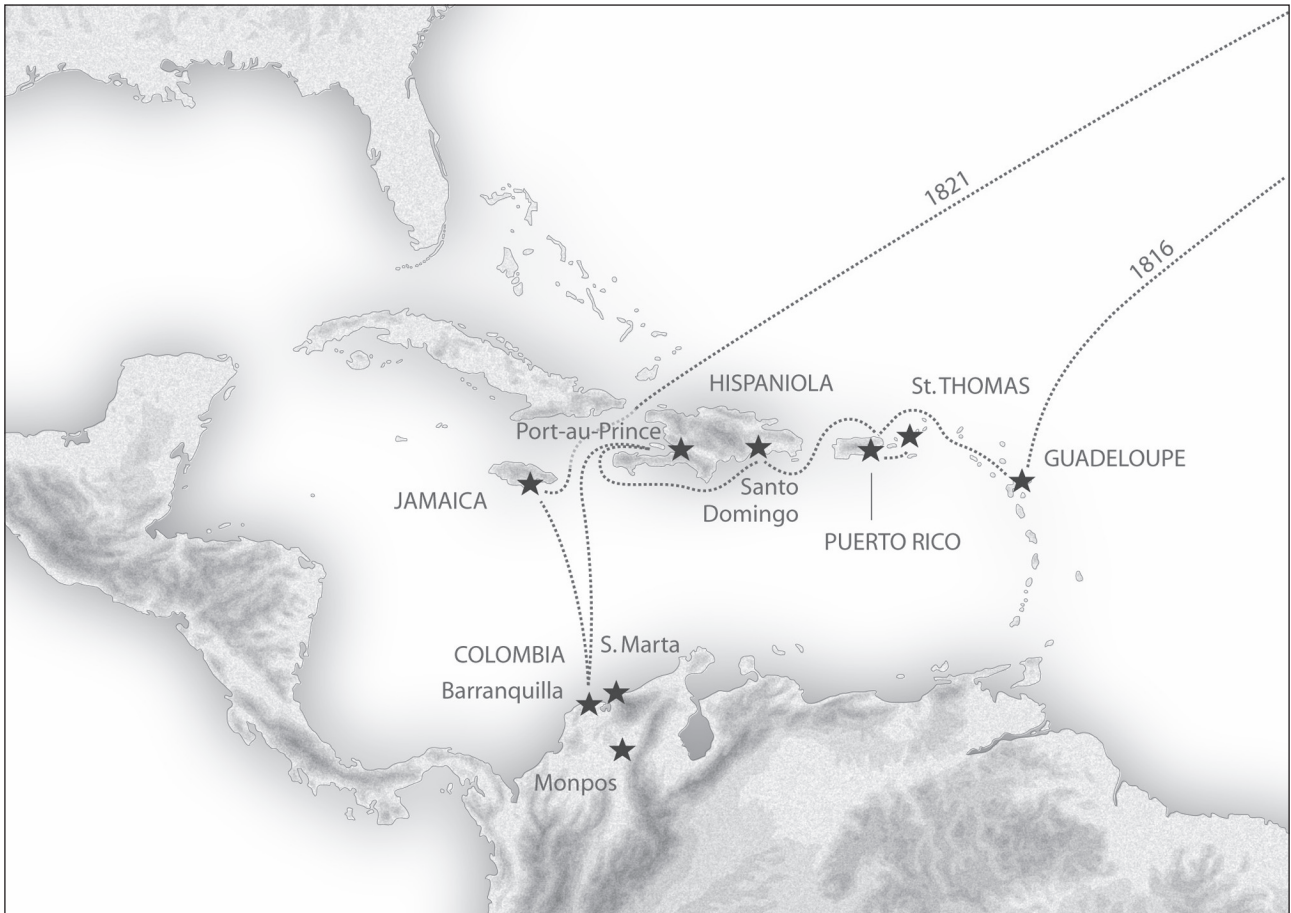 1821
1816
HISPANIOLA
St. THOMAS
Port-au-Prince
GUADELOUPE
JAMAICA
Santo
Domingo
PUERTO RICO
S. Marta
COLOMBIA
Barranquilla
Monpos